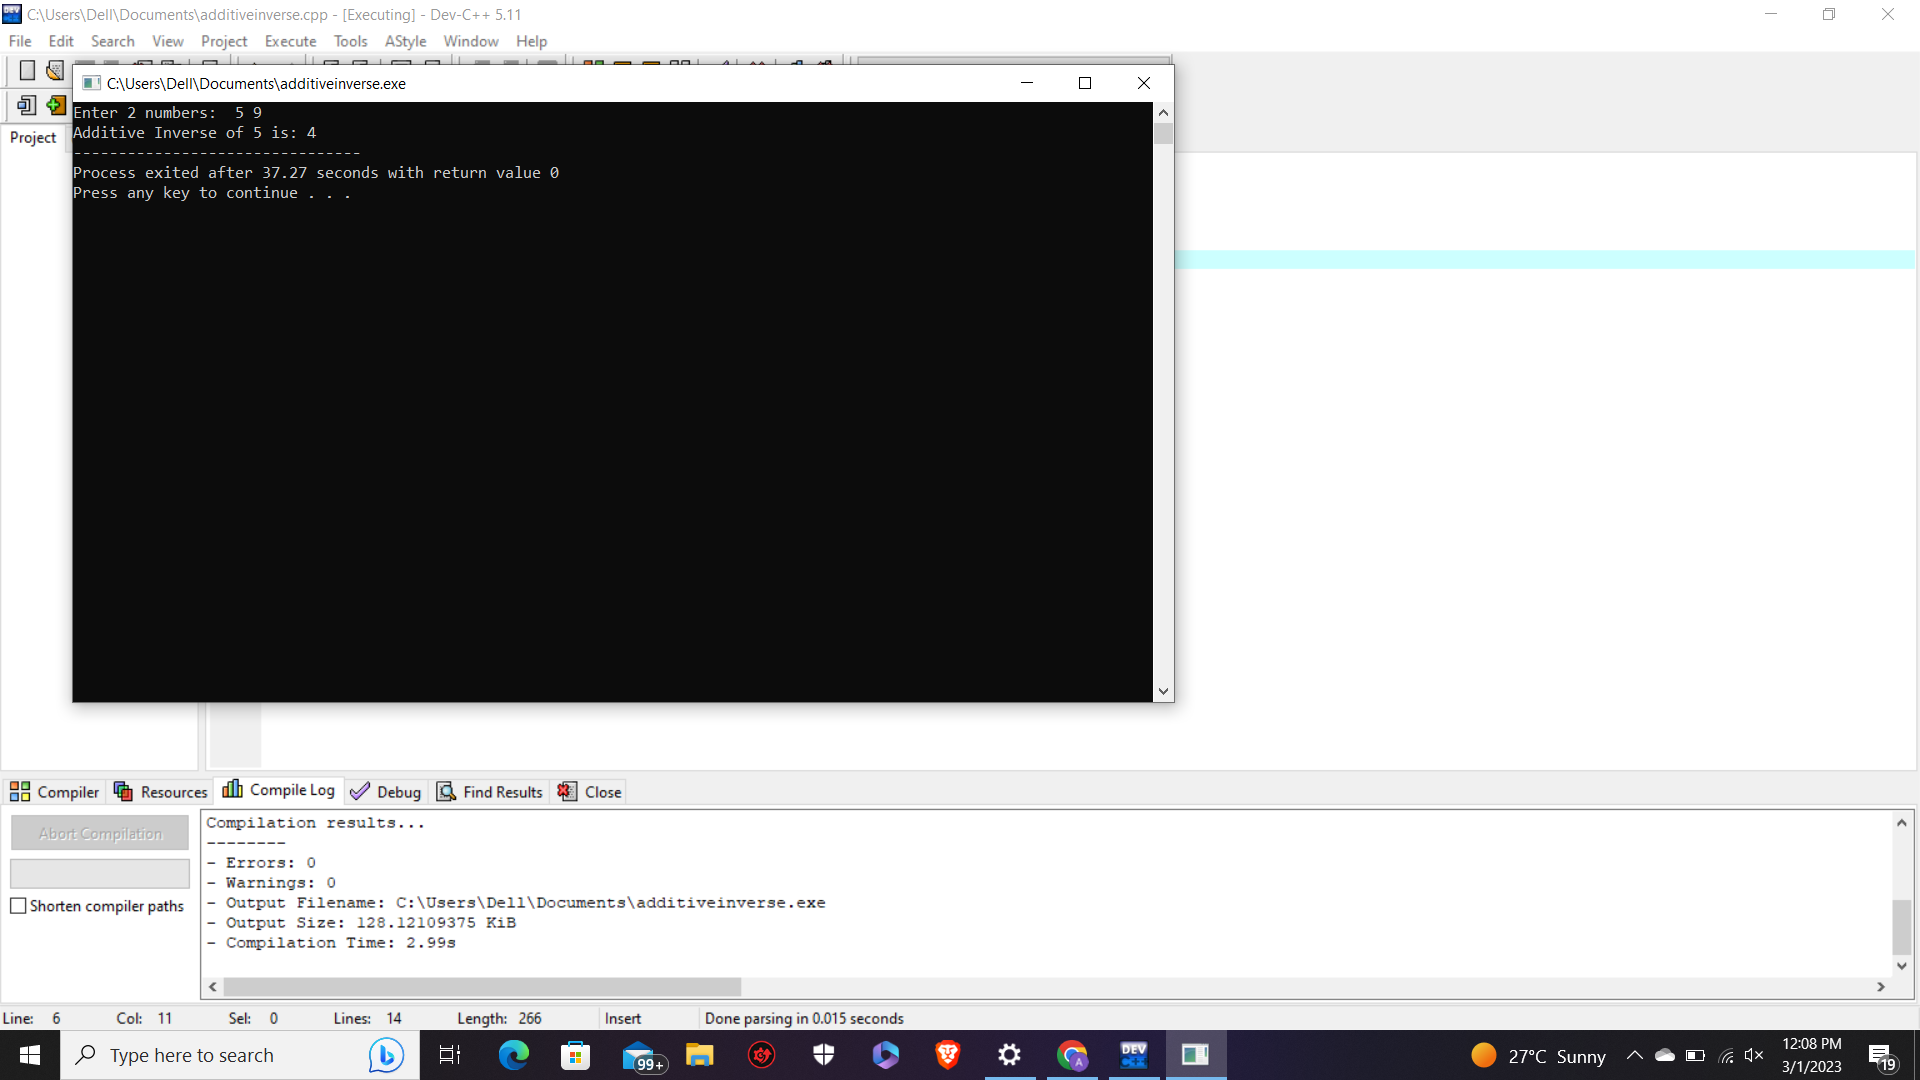 C:\Users\Dell\Documents\additiveinverse.cpp - [Executing] - Dev-C++ 5.11
File Edit Search View Project Execute Tools AStyle Window Help
C:\Users\Dell\Documents\additiveinverse.exe
Enter 2 numbers:  5 9
Additive Inverse of 5 is: 4
--------------------------------
Process exited after 37.27 seconds with return value 0
Press any key to continue . . .
Project
Compiler Resources Compile Log Debug Find Results Close
Abort Compilation
Shorten compiler paths
Compilation results...
--------
- Errors: 0
- Warnings: 0
- Output Filename: C:\Users\Dell\Documents\additiveinverse.exe
- Output Size: 128.12109375 KiB
- Compilation Time: 2.99s
Line: 6 Col: 11 Sel: 0 Lines: 14 Length: 266 Insert Done parsing in 0.015 seconds
Type here to search
99+
DEV
27°C Sunny
12:08 PM
3/1/2023
19